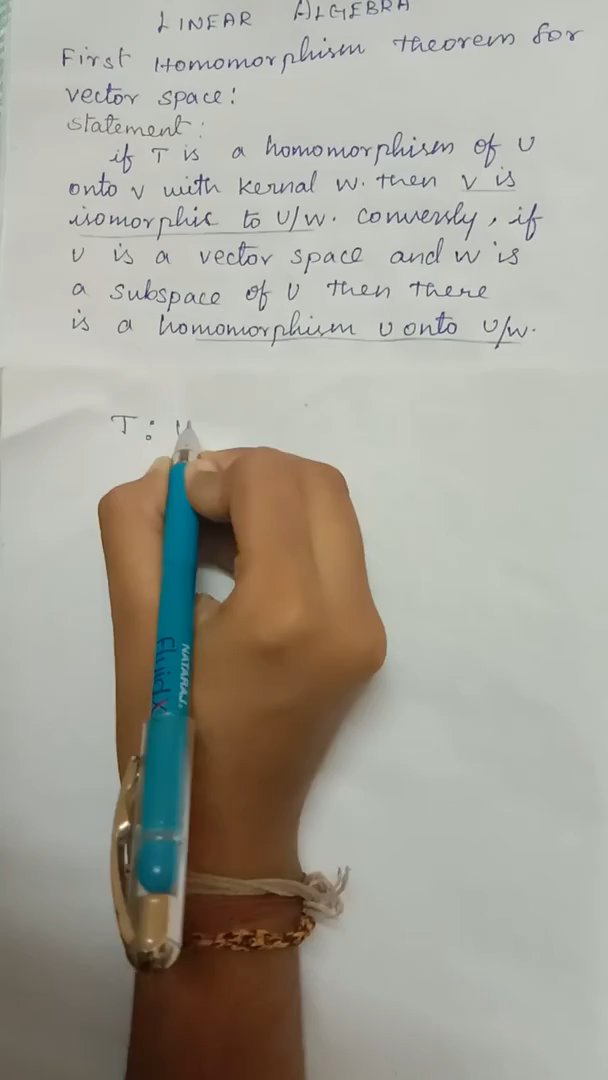 LINEAR ALGEBRA
First Homomorphism theorem for
vector space:
statement:
if T is a homomorphism of U
onto V with kernal W. then V is
isomorphic to U/W. conversly, if
U is a vector space and W is
a subspace of U then there
is a homomorphism U onto U/W.
T:
NATARAJ.
FluidX